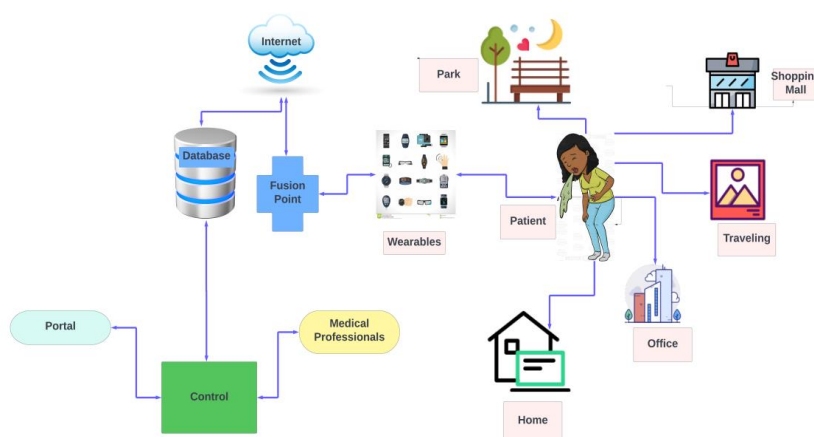 Internet
Park
Shoppin
Mall
Database
Fusion
Point
Wearables
Patient
Traveling
Portal
Medical
Professionals
Office
Control
Home